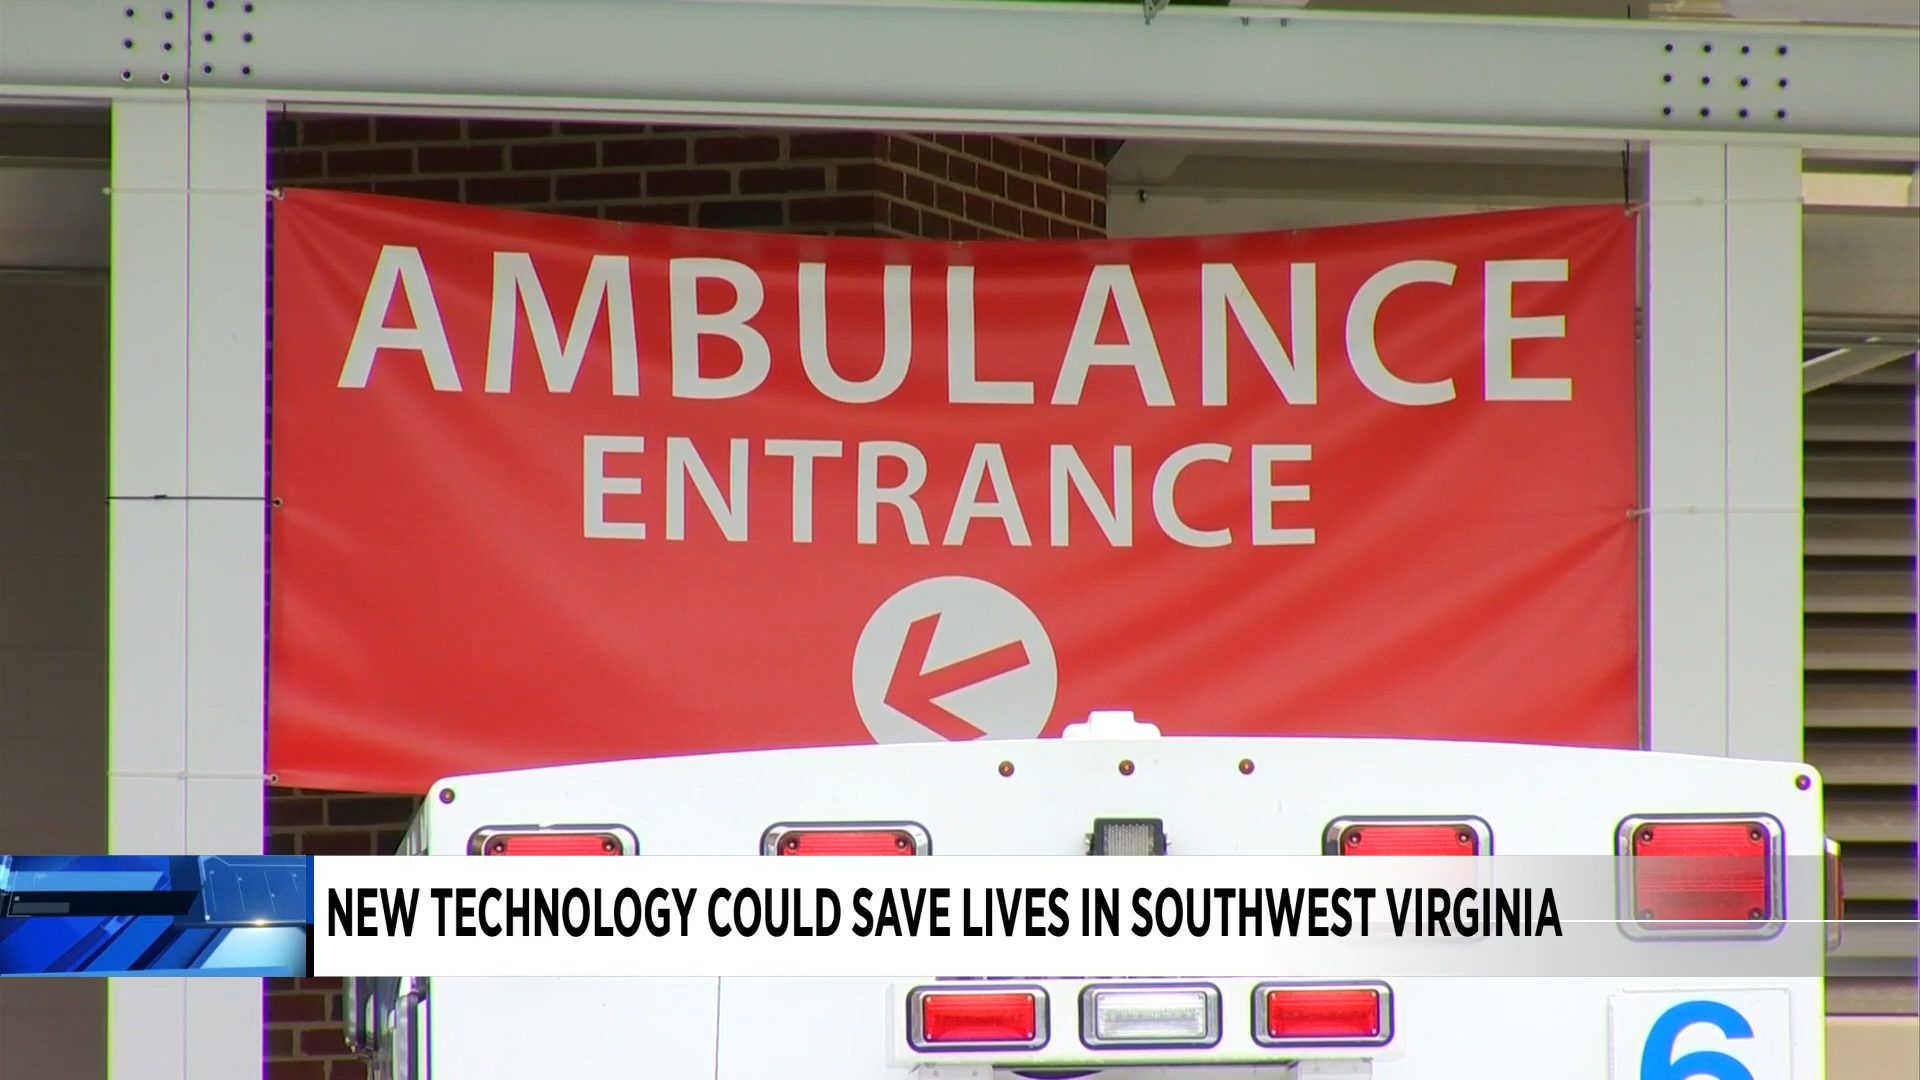 AMBULANCE
ENTRANCE
NEW TECHNOLOGY COULD SAVE LIVES IN SOUTHWEST VIRGINIA
6